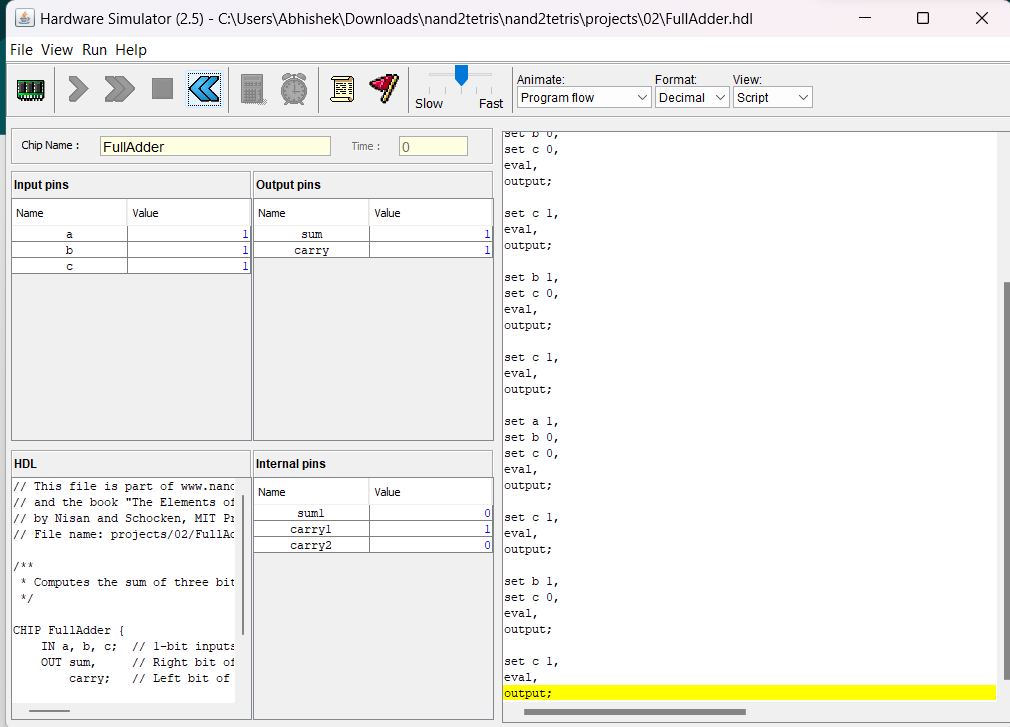 Hardware Simulator (2.5) - C:\Users\Abhishek\Downloads\nand2tetris\nand2tetris\projects\02\FullAdder.hdl
File View Run Help
Slow Fast
Animate: Format: View:
Program flow Decimal Script
Chip Name : FullAdder Time : 0
Input pins
Name Value
a 1
b 1
c 1
Output pins
Name Value
sum 1
carry 1
HDL
// This file is part of www.nanc
// and the book "The Elements of
// by Nisan and Schocken, MIT Pr
// File name: projects/02/FullAd
/**
* Computes the sum of three bit
*/
CHIP FullAdder {
IN a, b, c; // 1-bit inputs
OUT sum, // Right bit of
carry; // Left bit of
Internal pins
Name Value
sum1 0
carry1 1
carry2 0
set b 0,
set c 0,
eval,
output;
set c 1,
eval,
output;
set b 1,
set c 0,
eval,
output;
set c 1,
eval,
output;
set a 1,
set b 0,
set c 0,
eval,
output;
set c 1,
eval,
output;
set b 1,
set c 0,
eval,
output;
set c 1,
eval,
output;